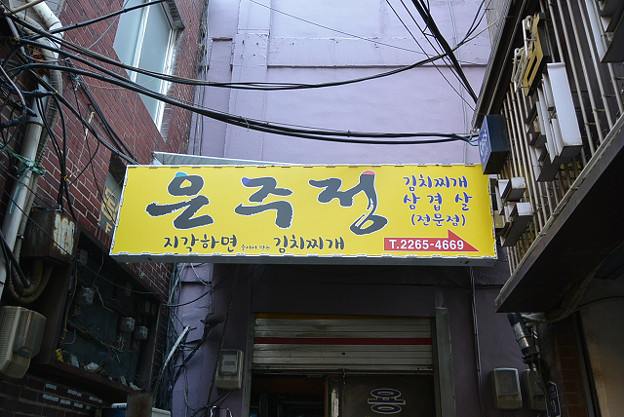 은주정
김치찌개
삼겹살
(전문점)
지각하면 김치찌개
T.2265-4669